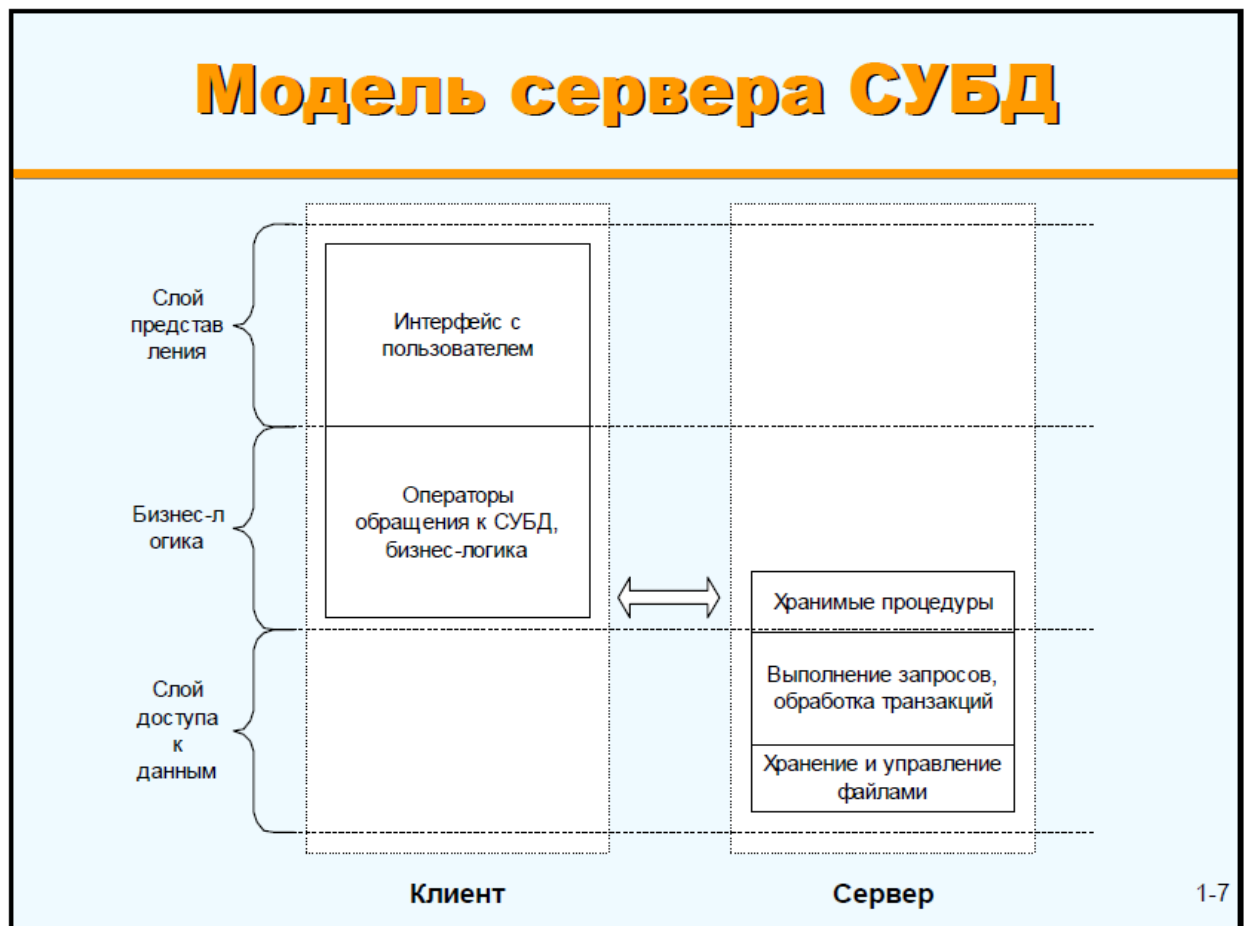 Модель сервера СУБД
Слой
представ
ления
Интерфейс с
пользователем
Бизнес-л
огика
Операторы
обращения к СУБД,
бизнес-логика
Хранимые процедуры
Слой
доступа
к
данным
Выполнение запросов,
обработка транзакций
Хранение и управление
файлами
Клиент
Сервер
1-7